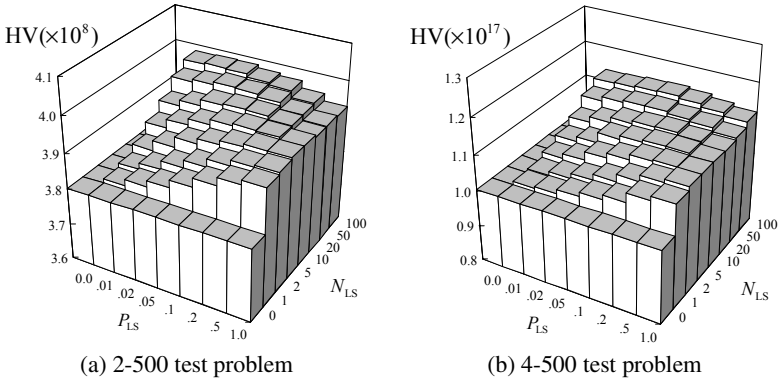 HV(×10⁸)
4.1
4.0
3.9
3.8
3.7
3.6
0.0 .01 .02 .05 .1 .2 .5 1.0
P_LS
0 1 2 5 10 20 50 100
N_LS
(a) 2-500 test problem
HV(×10¹⁷)
1.3
1.2
1.1
1.0
0.9
0.8
0.0 .01 .02 .05 .1 .2 .5 1.0
P_LS
0 1 2 5 10 20 50 100
N_LS
(b) 4-500 test problem